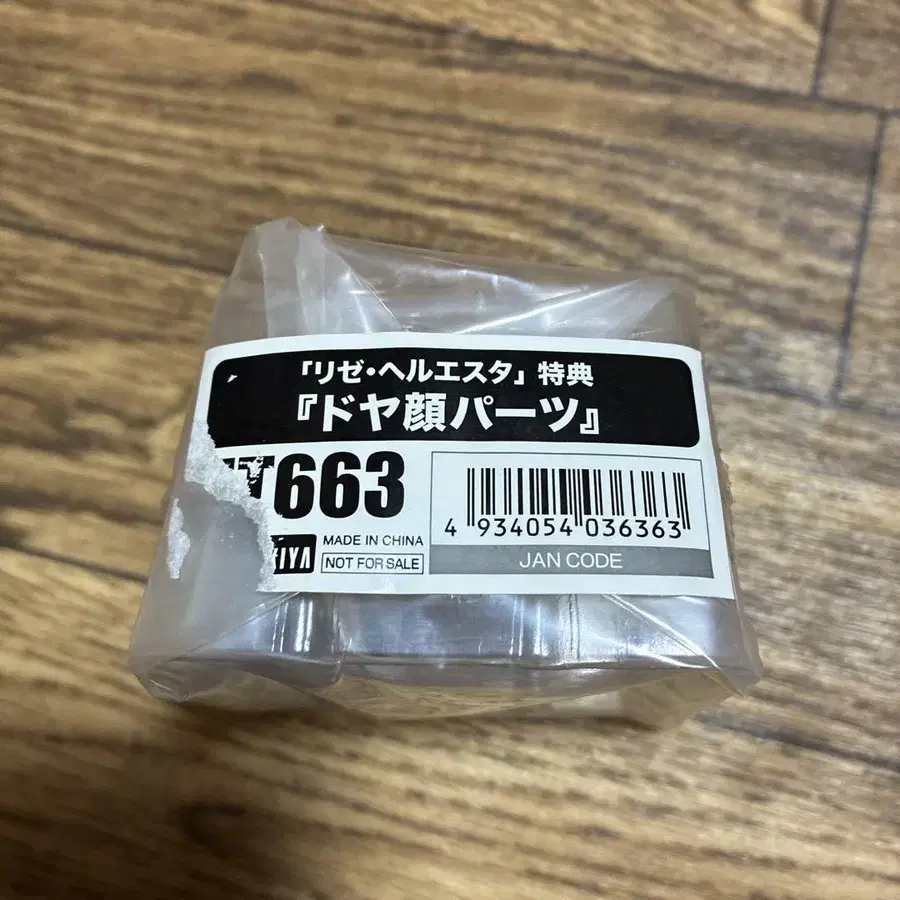 「リゼ・ヘルエスタ」特典
『ドヤ顔パーツ』
663
4 934054 036363
MADE IN CHINA
NOT FOR SALE
JAN CODE